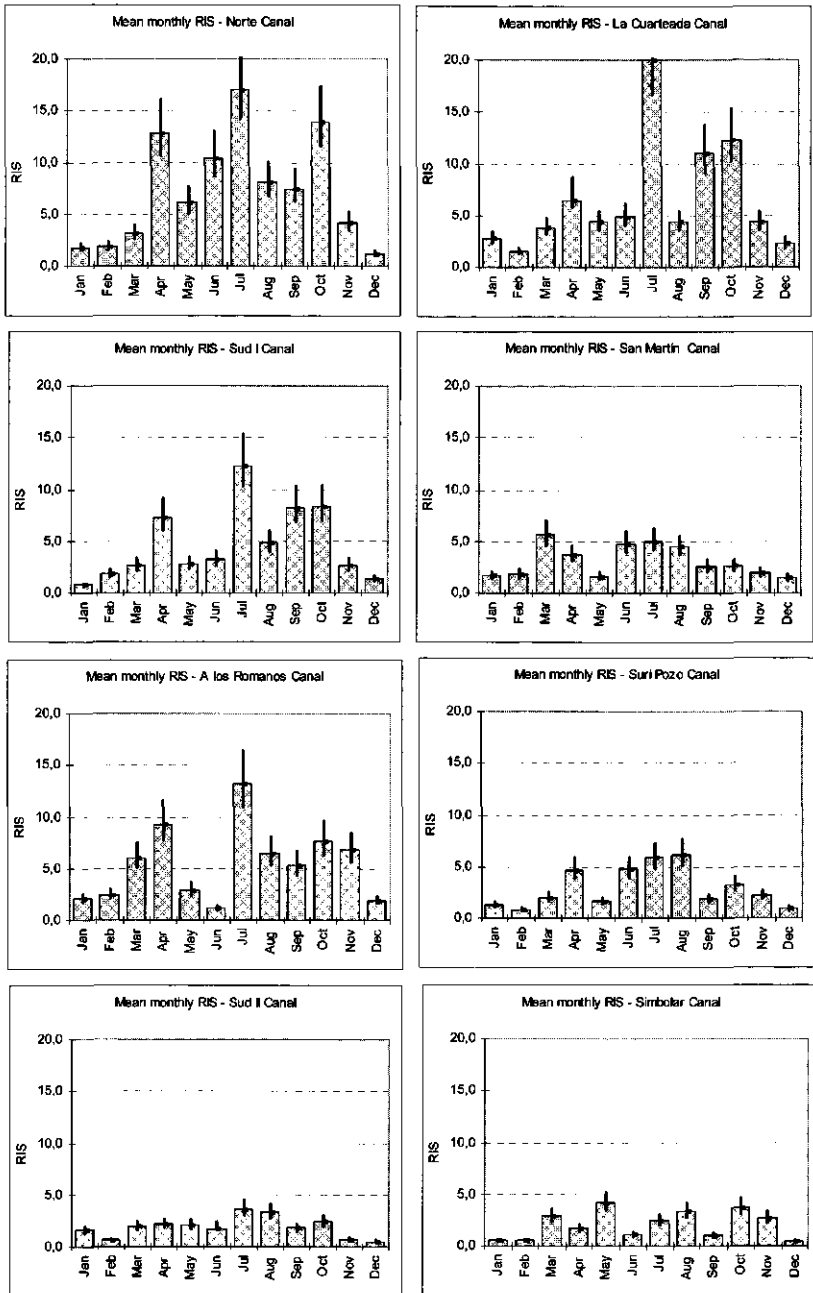 Mean monthly RIS - Norte Canal
20,0
15,0
10,0
5,0
0,0
RIS
Jan Feb Mar Apr May Jun Jul Aug Sep Oct Nov Dec
Mean monthly RIS - La Cuarteada Canal
20,0
15,0
10,0
5,0
0,0
RIS
Jan Feb Mar Apr May Jun Jul Aug Sep Oct Nov Dec
Mean monthly RIS - Sud I Canal
20,0
15,0
10,0
5,0
0,0
Jan Feb Mar Apr May Jun Jul Aug Sep Oct Nov Dec
Mean monthly RIS - San Martín Canal
20,0
15,0
10,0
5,0
0,0
RIS
Jan Feb Mar Apr May Jun Jul Aug Sep Oct Nov Dec
Mean monthly RIS - A los Romanos Canal
20,0
15,0
10,0
5,0
0,0
Jan Feb Mar Apr May Jun Jul Aug Sep Oct Nov Dec
Mean monthly RIS - Suri Pozo Canal
20,0
15,0
10,0
5,0
0,0
RIS
Jan Feb Mar Apr May Jun Jul Aug Sep Oct Nov Dec
Mean monthly RIS - Sud II Canal
20,0
15,0
10,0
5,0
0,0
Jan Feb Mar Apr May Jun Jul Aug Sep Oct Nov Dec
Mean monthly RIS - Simbolar Canal
20,0
15,0
10,0
5,0
0,0
RIS
Jan Feb Mar Apr May Jun Jul Aug Sep Oct Nov Dec